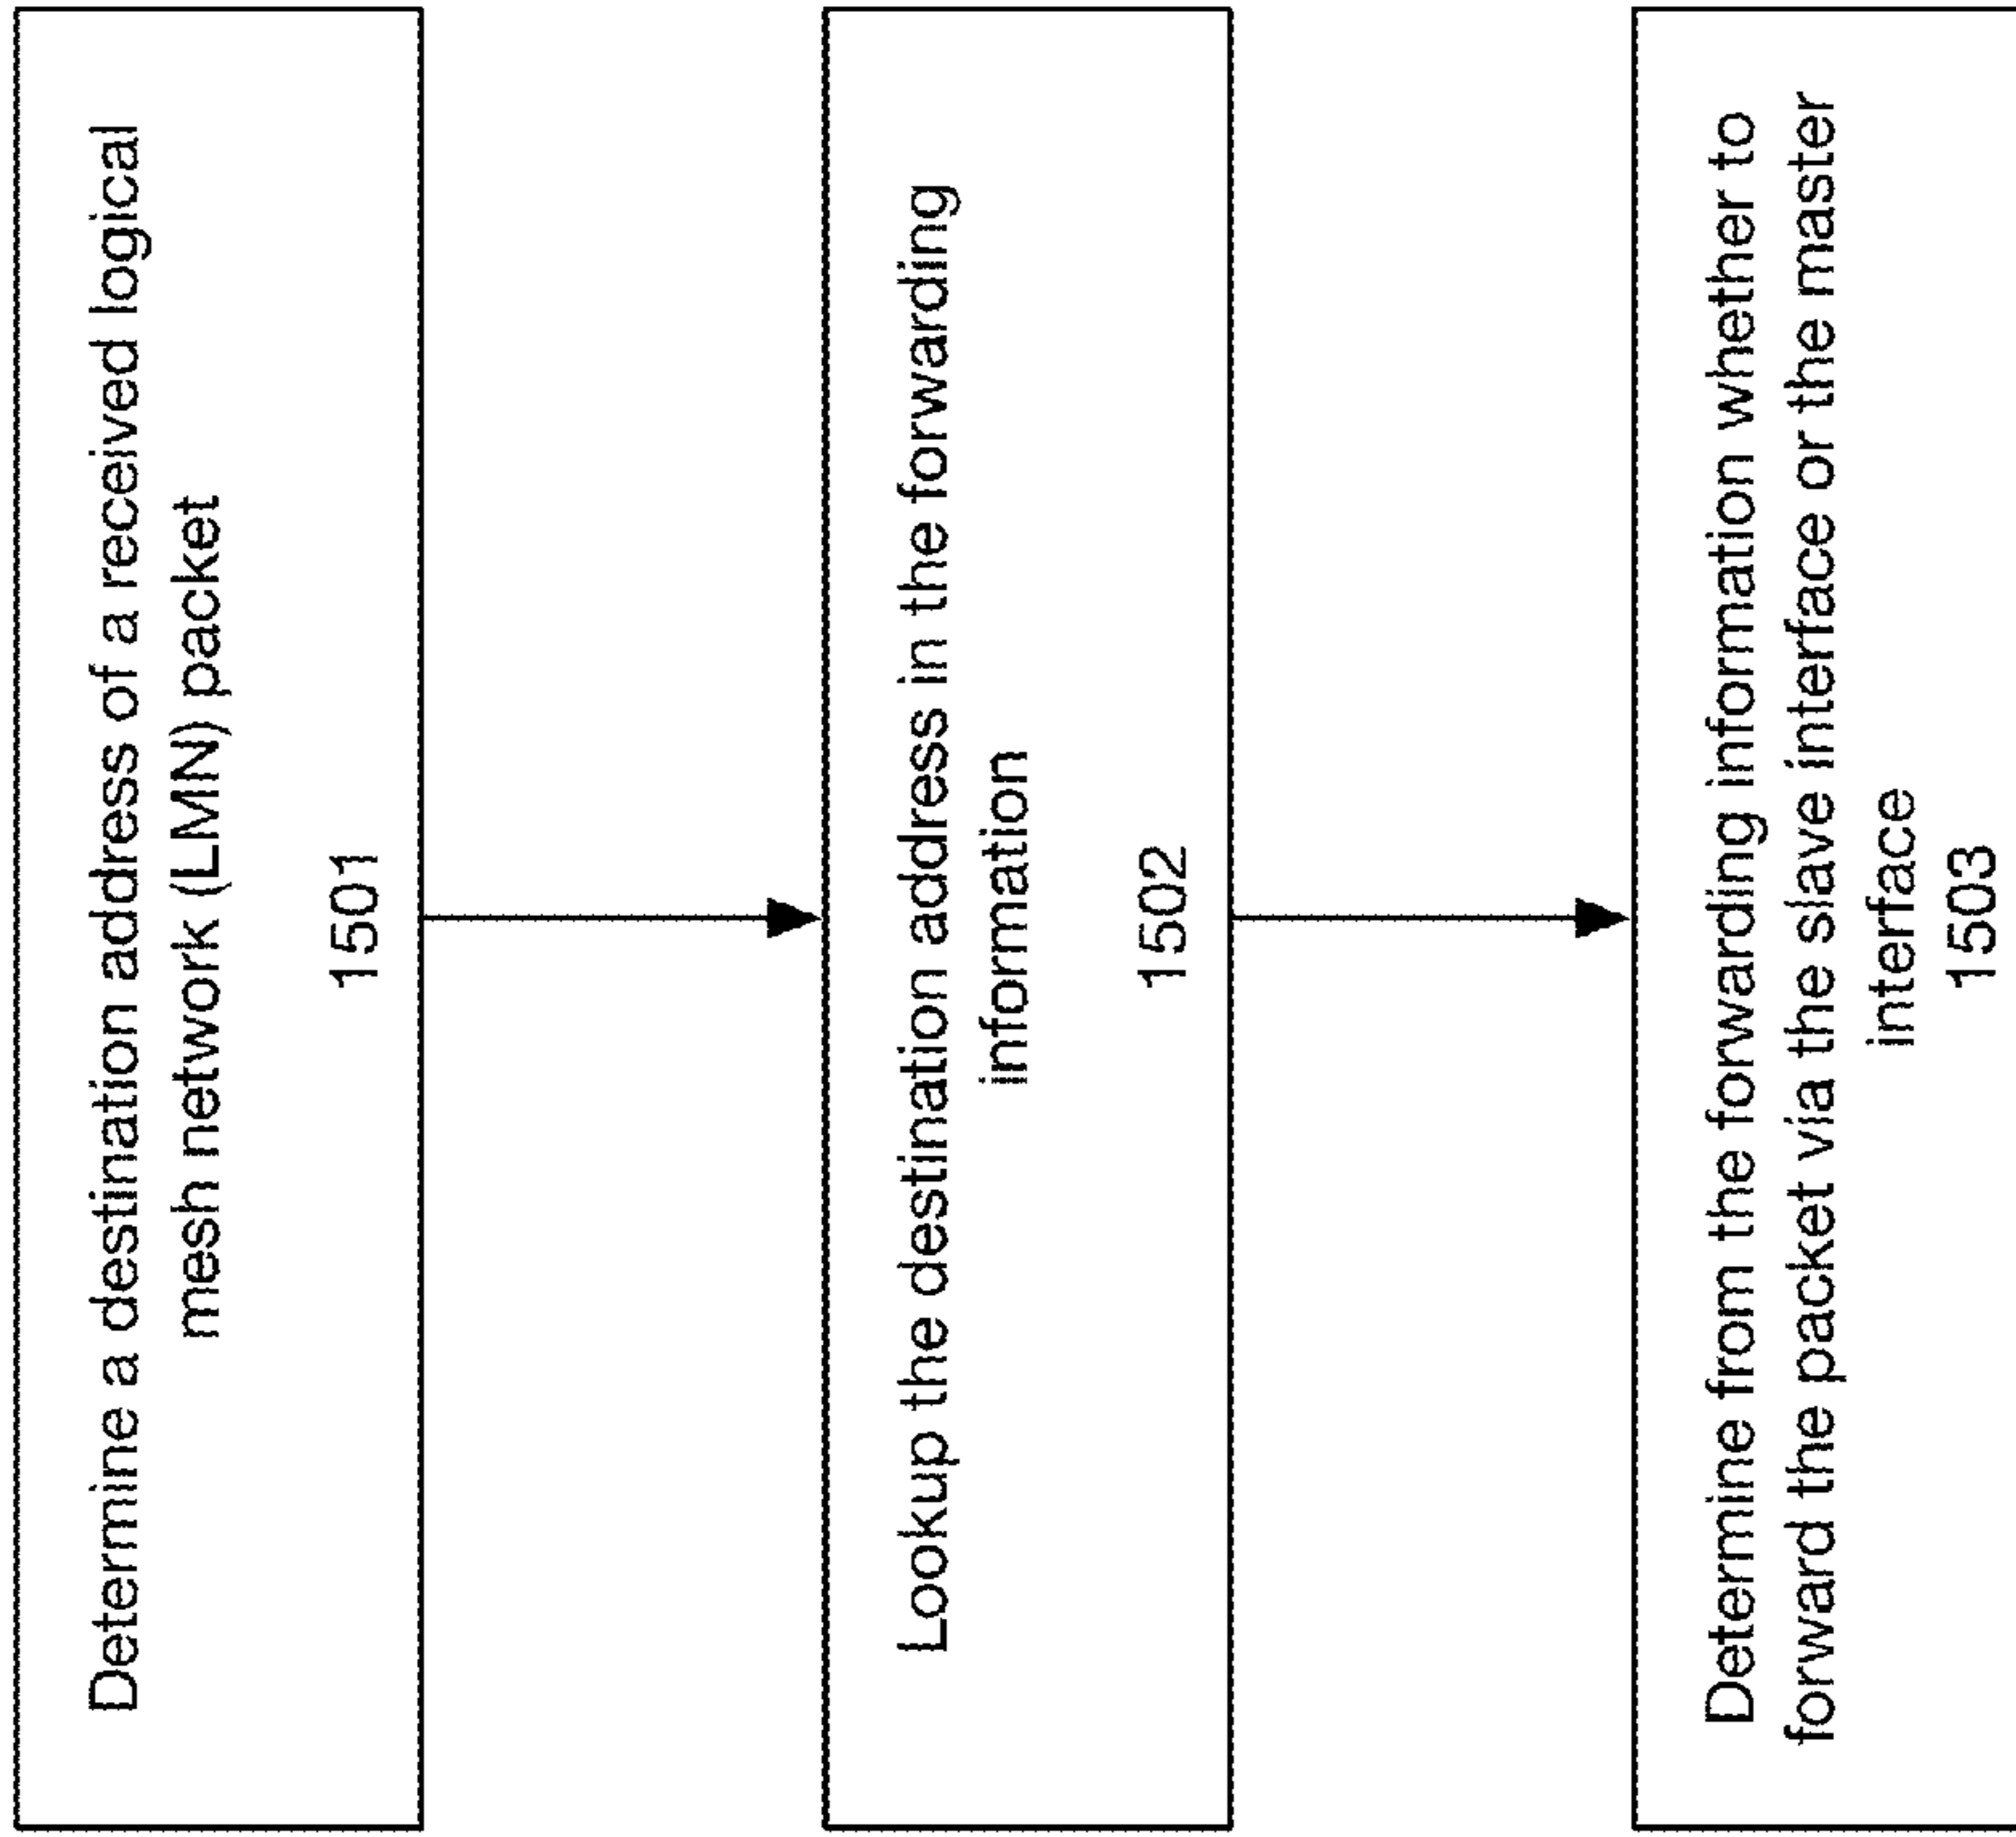 Determine a destination address of a received logical
mesh network (LMN) packet
1501
Lookup the destination address in the forwarding
information
1502
Determine from the forwarding information whether to
forward the packet via the slave interface or the master
interface
1503